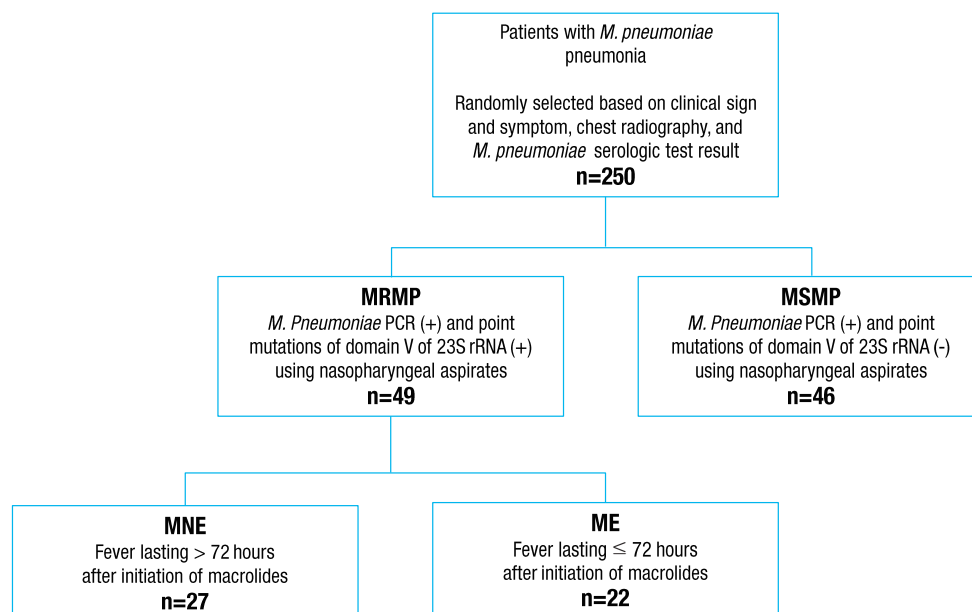 Patients with M. pneumoniae
pneumonia
Randomly selected based on clinical sign
and symptom, chest radiography, and
M. pneumoniae serologic test result
n=250
MRMP
M. Pneumoniae PCR (+) and point
mutations of domain V of 23S rRNA (+)
using nasopharyngeal aspirates
n=49
MSMP
M. Pneumoniae PCR (+) and point
mutations of domain V of 23S rRNA (-)
using nasopharyngeal aspirates
n=46
MNE
Fever lasting > 72 hours
after initiation of macrolides
n=27
ME
Fever lasting ≤ 72 hours
after initiation of macrolides
n=22